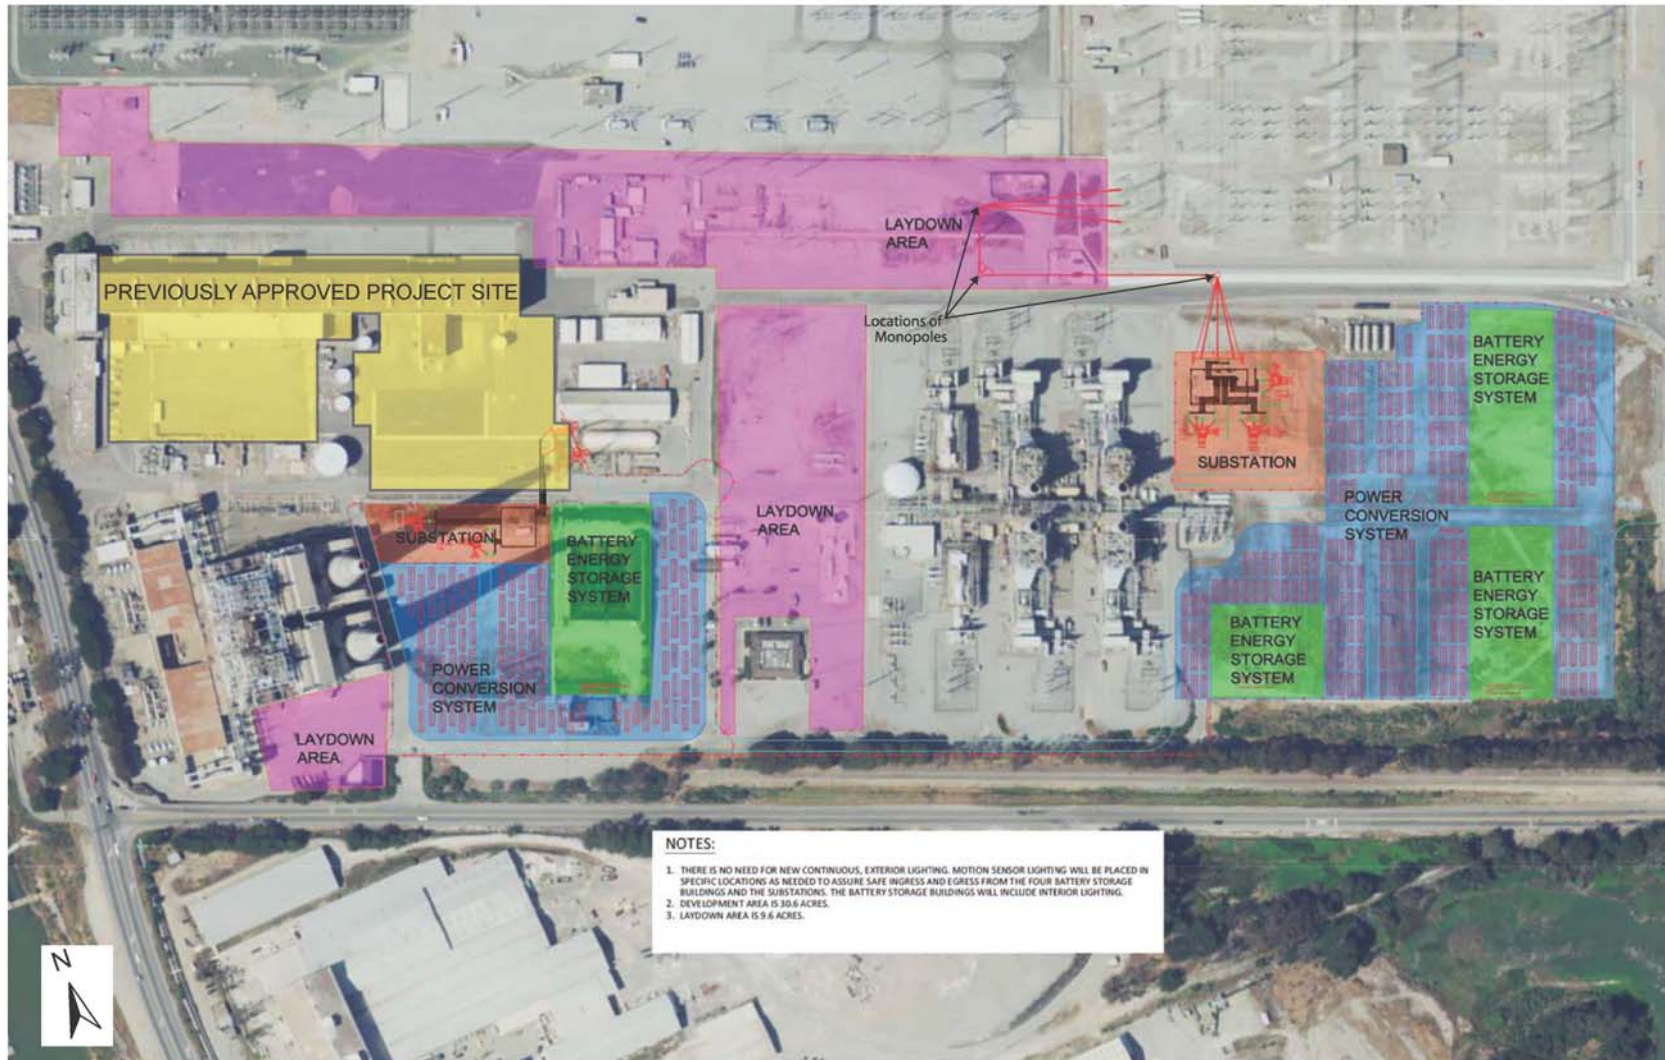 LAYDOWN
AREA
PREVIOUSLY APPROVED PROJECT SITE
Locations of
Monopoles
BATTERY
ENERGY
STORAGE
SYSTEM
SUBSTATION
POWER
CONVERSION
SYSTEM
LAYDOWN
AREA
SUBSTATION
BATTERY
ENERGY
STORAGE
SYSTEM
BATTERY
ENERGY
STORAGE
SYSTEM
BATTERY
ENERGY
STORAGE
SYSTEM
POWER
CONVERSION
SYSTEM
LAYDOWN
AREA
NOTES:
1. THERE IS NO NEED FOR NEW CONTINUOUS, EXTERIOR LIGHTING. MOTION SENSOR LIGHTING WILL BE PLACED IN
SPECIFIC LOCATIONS AS NEEDED TO ASSURE SAFE INGRESS AND EGRESS FROM THE FOUR BATTERY STORAGE
BUILDINGS AND THE SUBSTATIONS. THE BATTERY STORAGE BUILDINGS WILL INCLUDE INTERIOR LIGHTING.
2. DEVELOPMENT AREA IS 30.6 ACRES.
3. LAYDOWN AREA IS 9.6 ACRES.
N